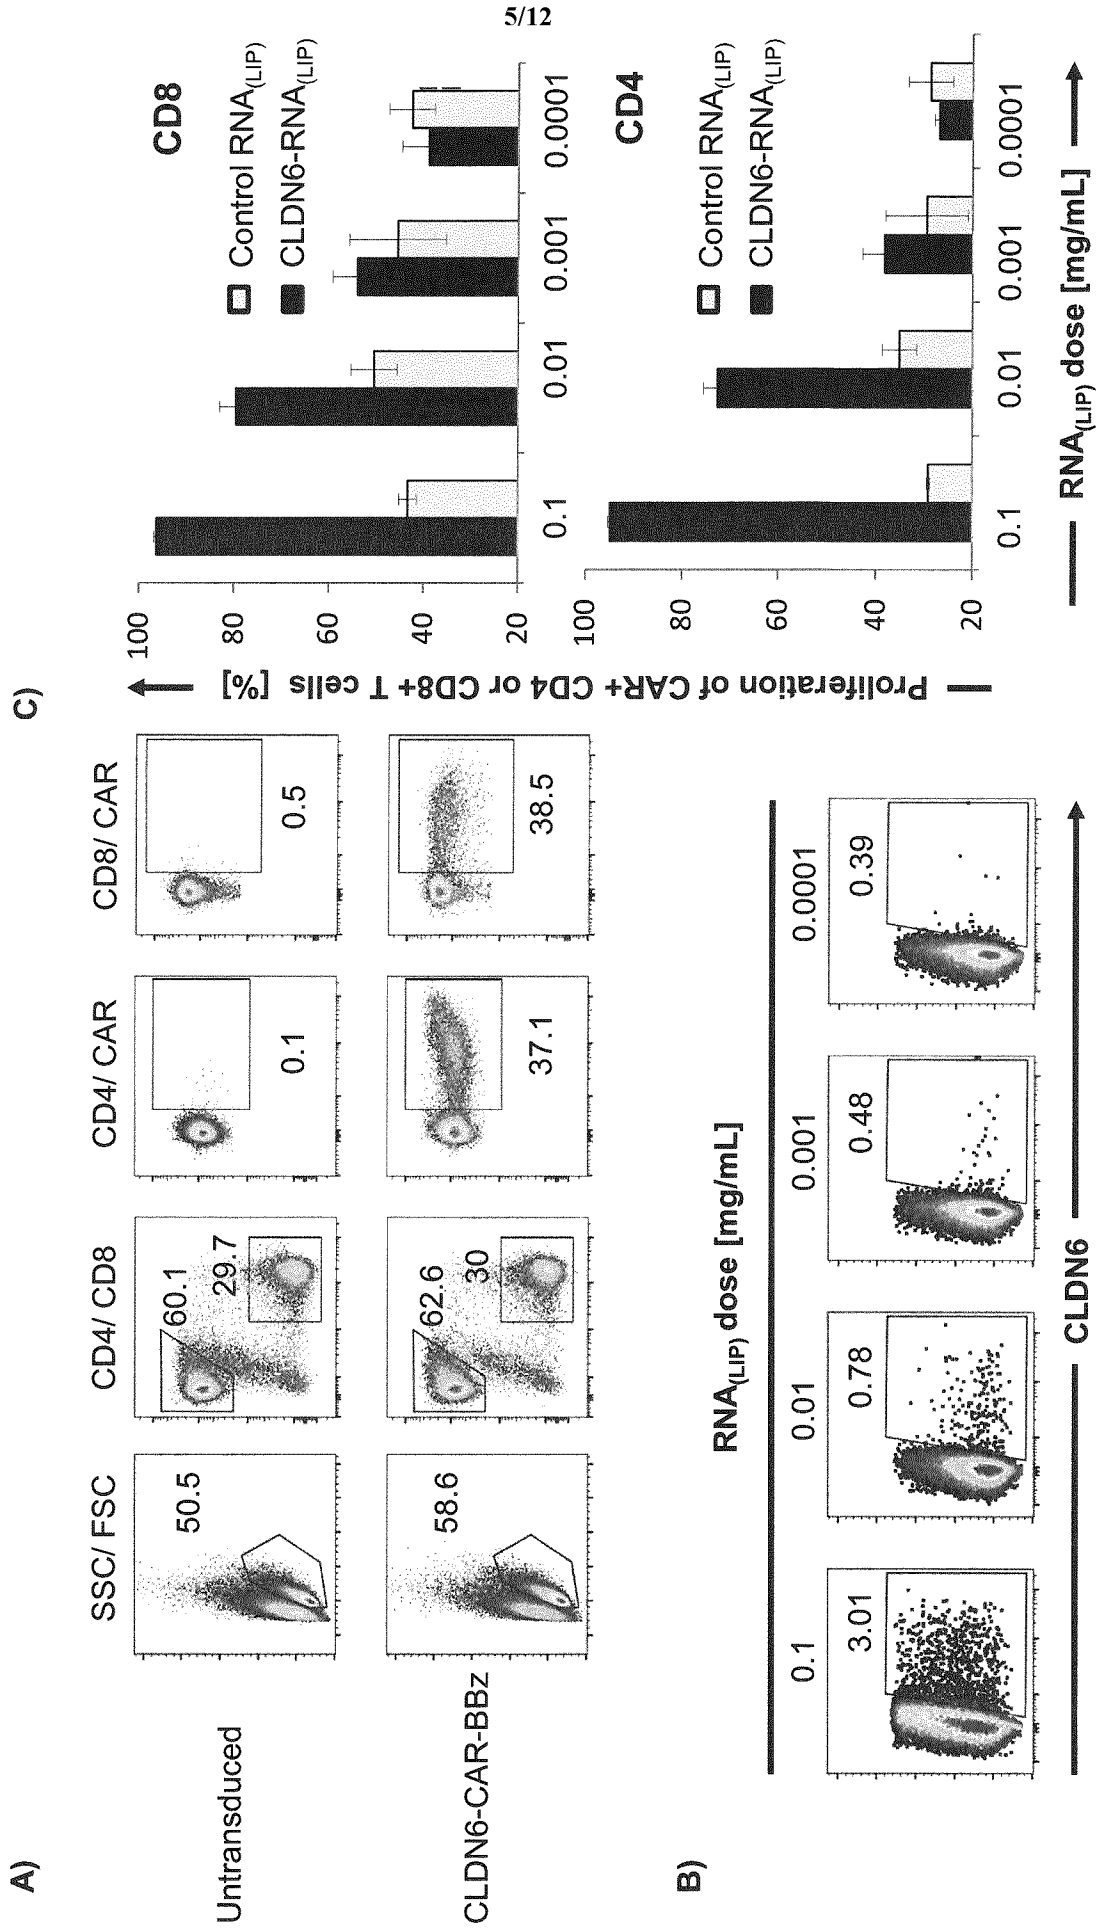 5/12
A)
SSC/ FSC
CD4/ CD8
CD4/ CAR
CD8/ CAR
Untransduced
50.5
60.1
29.7
0.1
0.5
CLDN6-CAR-BBz
58.6
62.6
30
37.1
38.5
B)
RNA(LIP) dose [mg/mL]
0.1
0.01
0.001
0.0001
3.01
0.78
0.48
0.39
CLDN6
C)
Proliferation of CAR+ CD4 or CD8+ T cells [%]
CD8
Control RNA(LIP)
CLDN6-RNA(LIP)
100
80
60
40
20
0.1
0.01
0.001
0.0001
CD4
Control RNA(LIP)
CLDN6-RNA(LIP)
100
80
60
40
20
0.1
0.01
0.001
0.0001
RNA(LIP) dose [mg/mL]